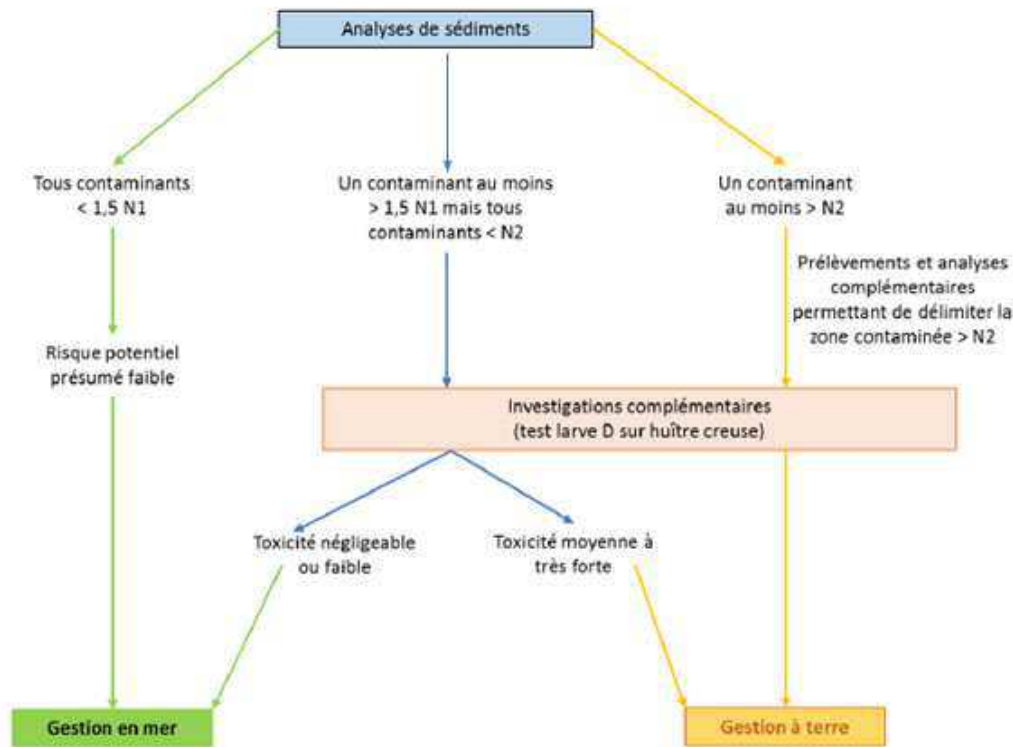 Analyses de sédiments
Tous contaminants
< 1,5 N1
Un contaminant au moins
> 1,5 N1 mais tous
contaminants < N2
Un contaminant
au moins > N2
Prélèvements et analyses
complémentaires
permettant de délimiter la
zone contaminée > N2
Risque potentiel
présumé faible
Investigations complémentaires
(test larve D sur huître creuse)
Toxicité négligeable
ou faible
Toxicité moyenne à
très forte
Gestion en mer
Gestion à terre